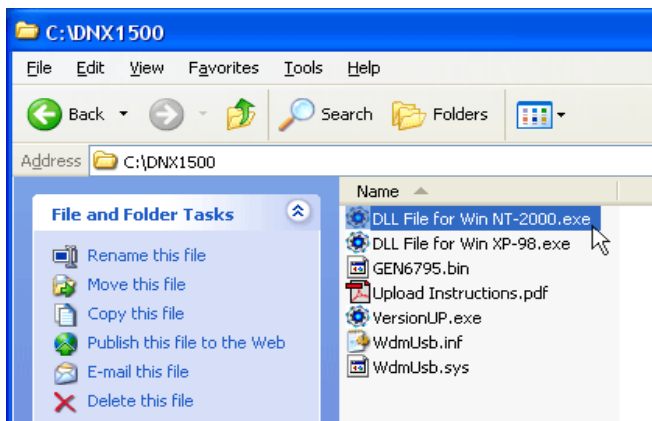 C:\DNX1500
File Edit View Favorites Tools Help
Back Search Folders
Address C:\DNX1500
Name
File and Folder Tasks
Rename this file
Move this file
Copy this file
Publish this file to the Web
E-mail this file
Delete this file
DLL File for Win NT-2000.exe
DLL File for Win XP-98.exe
GEN6795.bin
Upload Instructions.pdf
VersionUP.exe
WdmUsb.inf
WdmUsb.sys